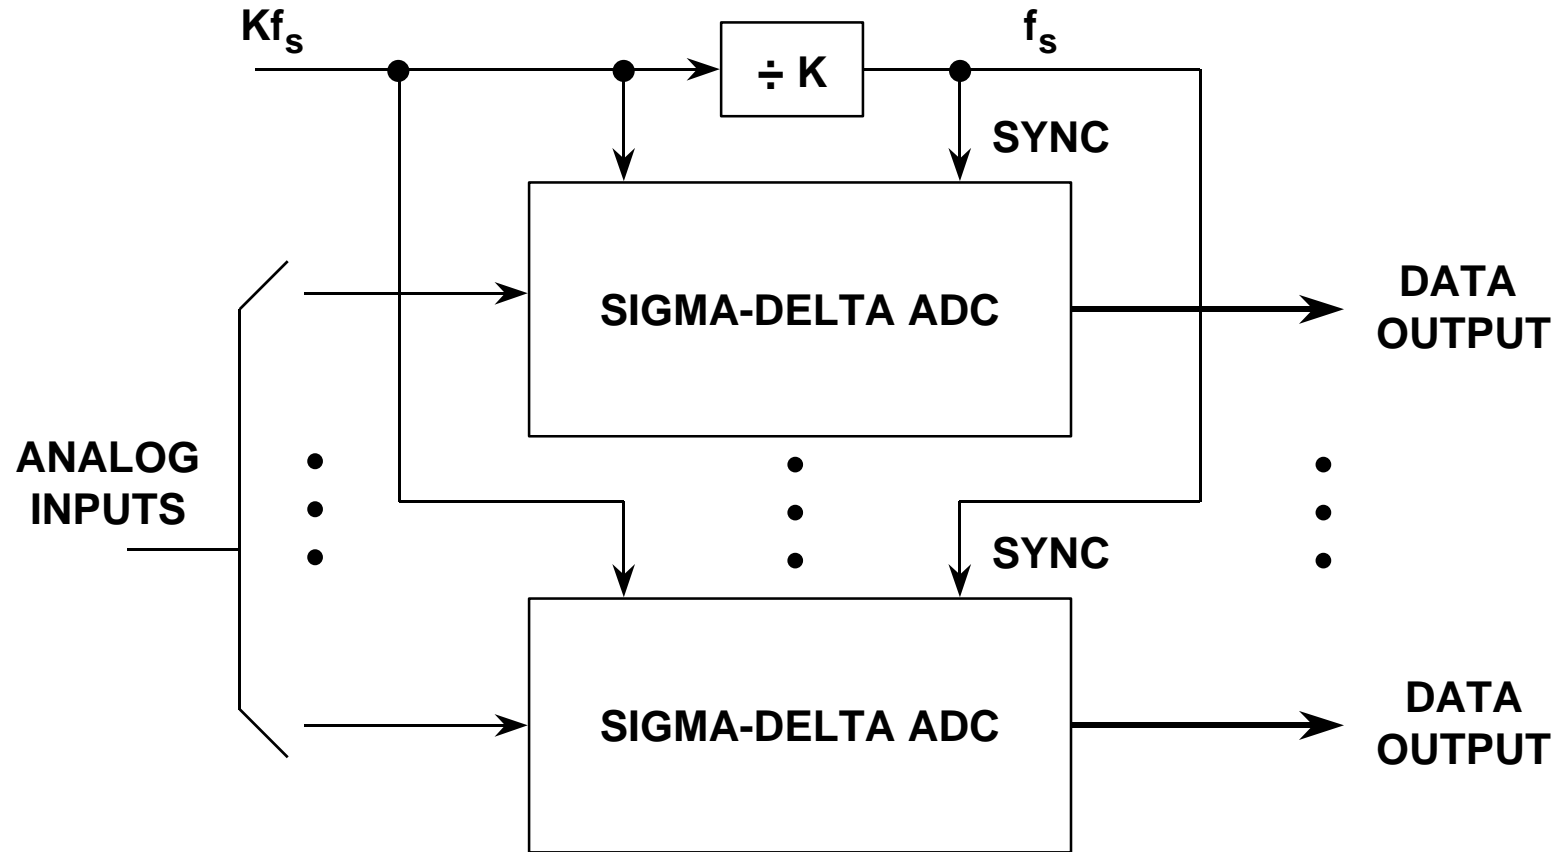 Kfs
÷ K
fs
SYNC
SIGMA-DELTA ADC
DATA
OUTPUT
ANALOG
INPUTS
SYNC
SIGMA-DELTA ADC
DATA
OUTPUT